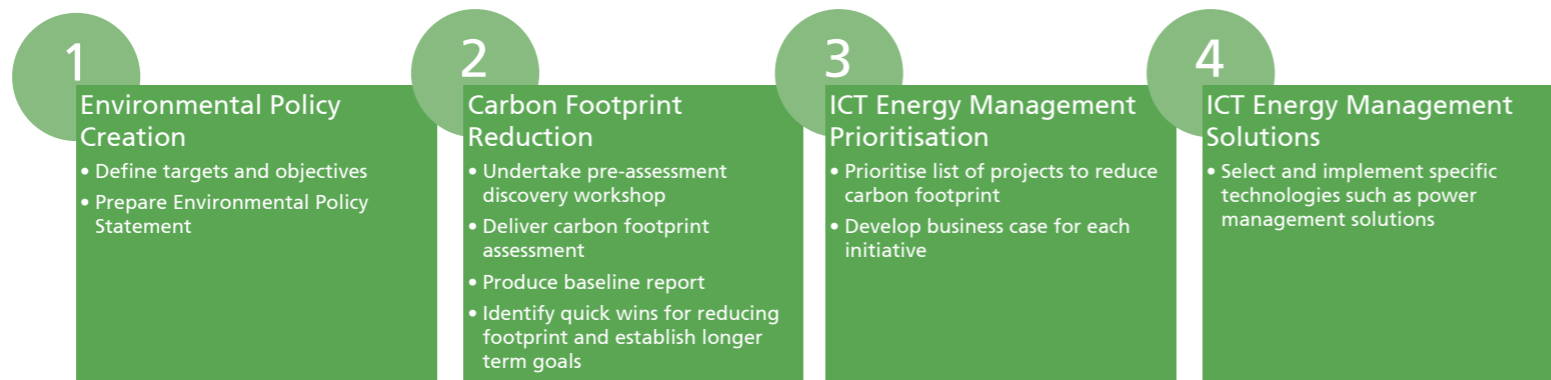 1
Environmental Policy
Creation
• Define targets and objectives
• Prepare Environmental Policy
Statement
2
Carbon Footprint
Reduction
• Undertake pre-assessment
discovery workshop
• Deliver carbon footprint
assessment
• Produce baseline report
• Identify quick wins for reducing
footprint and establish longer
term goals
3
ICT Energy Management
Prioritisation
• Prioritise list of projects to reduce
carbon footprint
• Develop business case for each
initiative
4
ICT Energy Management
Solutions
• Select and implement specific
technologies such as power
management solutions